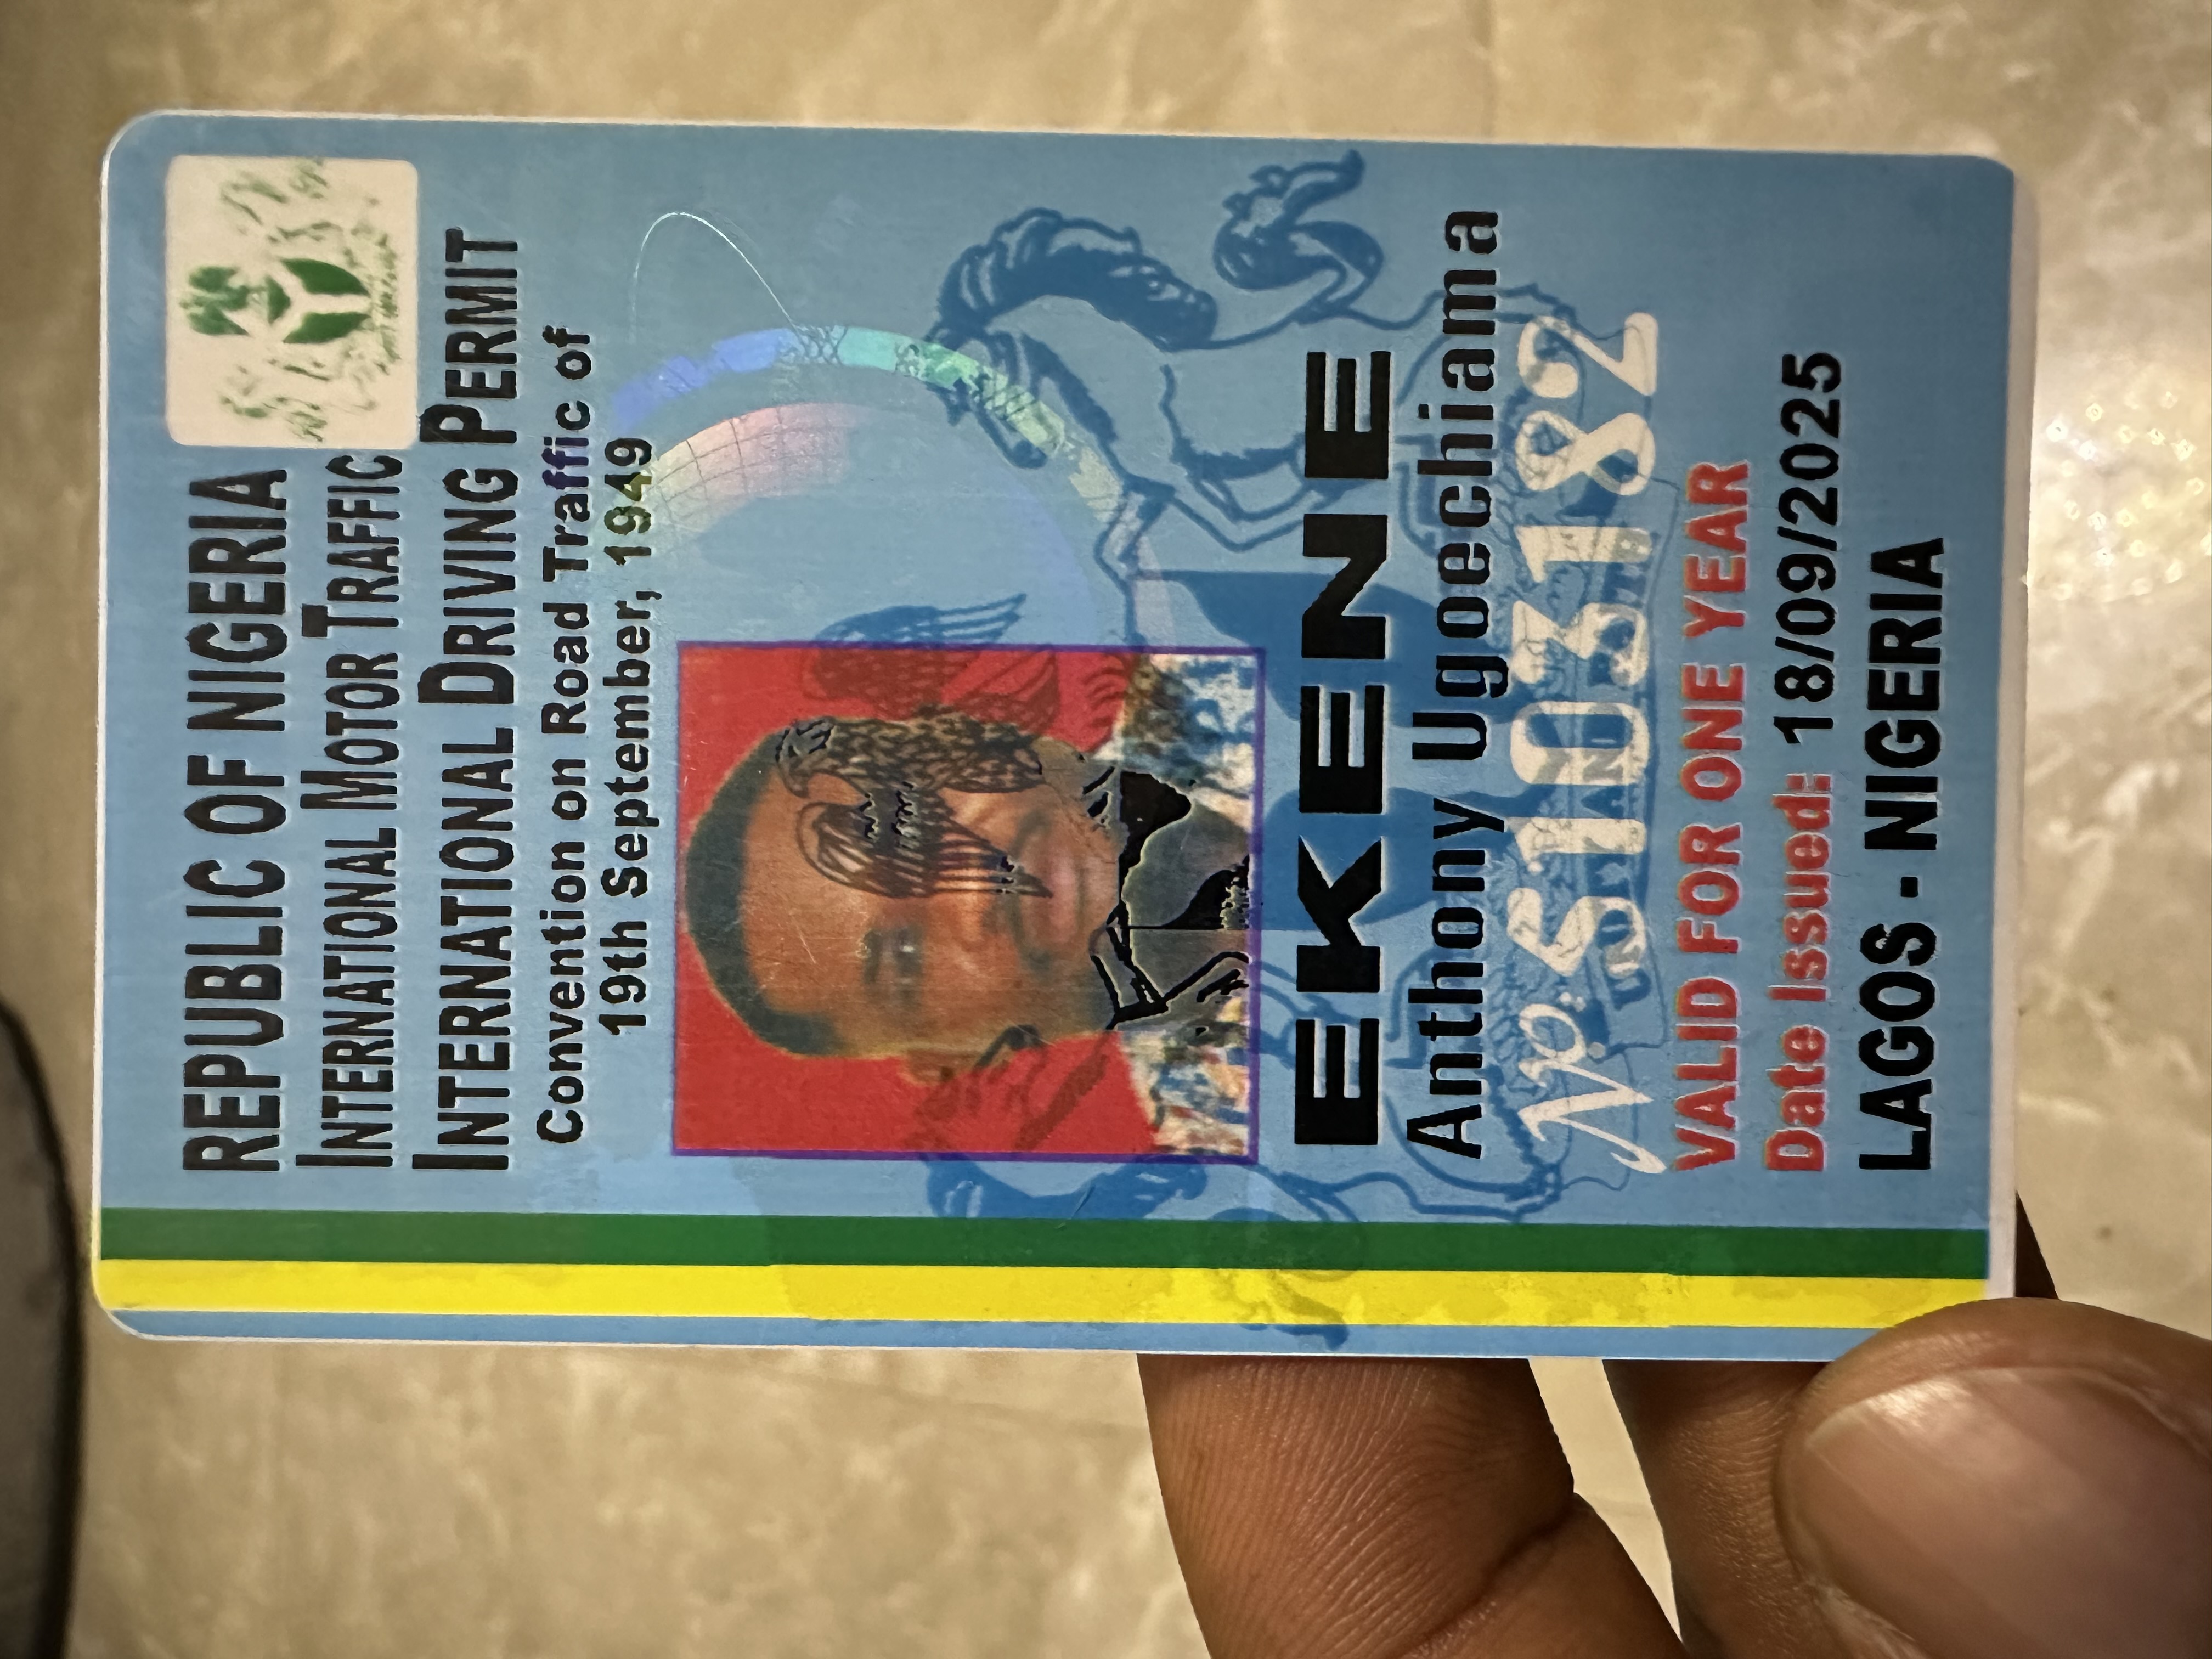 REPUBLIC OF NIGERIA
INTERNATIONAL MOTOR TRAFFIC
INTERNATIONAL DRIVING PERMIT
Convention on Road Traffic of
19th September, 1949
EKENE
Anthony Ugoechiama
No: 5103182
VALID FOR ONE YEAR
Date Issued: 18/09/2025
LAGOS - NIGERIA